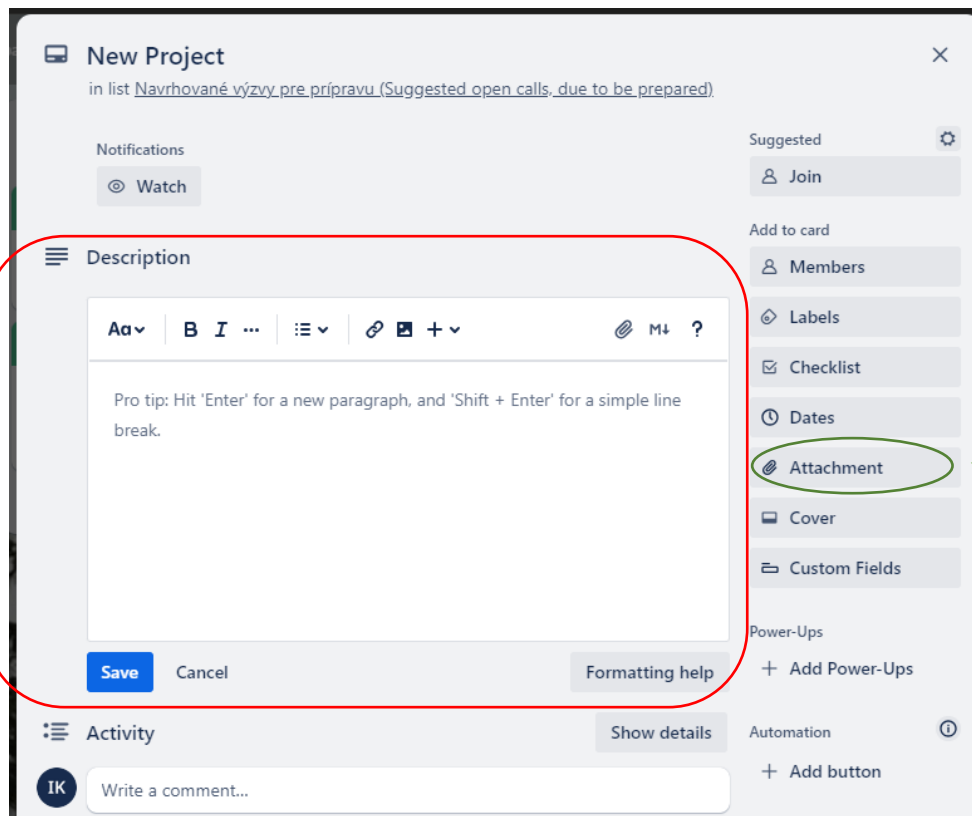 New Project
in list Navrhované výzvy pre prípravu (Suggested open calls, due to be prepared)
Notifications
Watch
Description
Aa B I ... M↓ ?
Pro tip: Hit 'Enter' for a new paragraph, and 'Shift + Enter' for a simple line
break.
Save Cancel Formatting help
Activity Show details
IK Write a comment...
Suggested
Join
Add to card
Members
Labels
Checklist
Dates
Attachment
Cover
Custom Fields
Power-Ups
+ Add Power-Ups
Automation
+ Add button